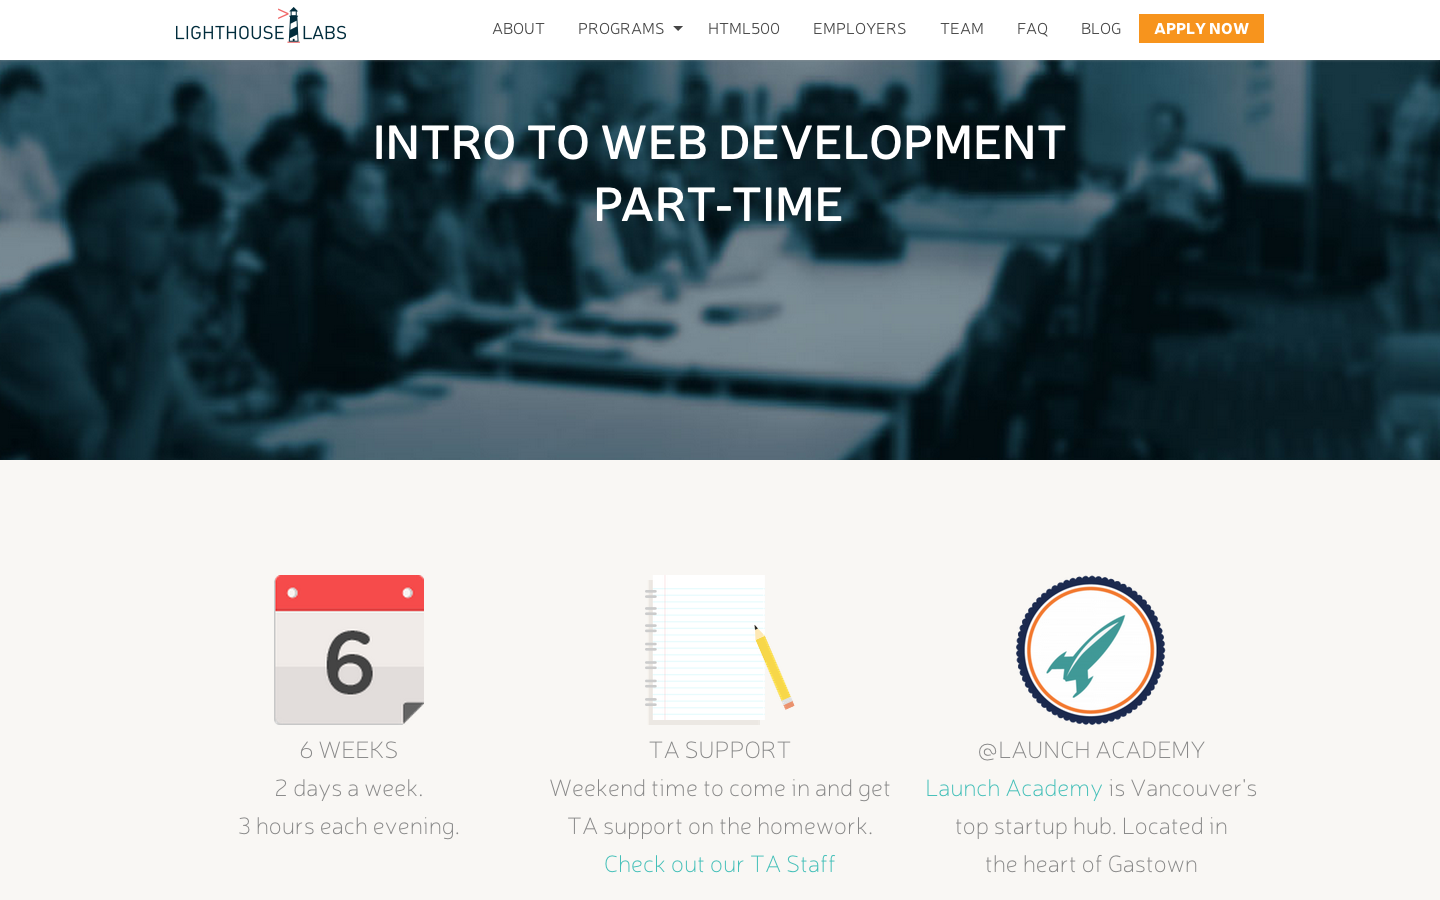 LIGHTHOUSE LABS
ABOUT PROGRAMS HTML500 EMPLOYERS TEAM FAQ BLOG APPLY NOW
INTRO TO WEB DEVELOPMENT
PART-TIME
6
6 WEEKS
2 days a week.
3 hours each evening.
TA SUPPORT
Weekend time to come in and get
TA support on the homework.
Check out our TA Staff
@LAUNCH ACADEMY
Launch Academy is Vancouver's
top startup hub. Located in
the heart of Gastown